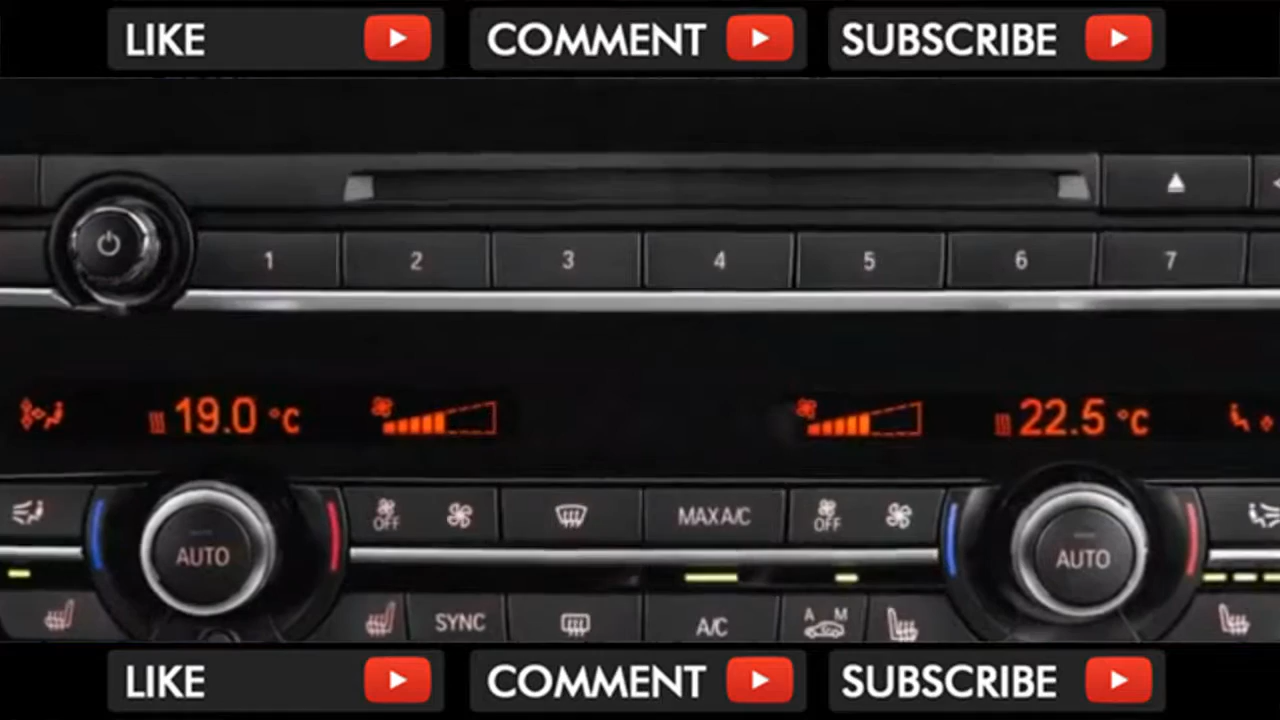 LIKE COMMENT SUBSCRIBE
1 2 3 4 5 6 7
19.0 °C 22.5 °C
OFF MAX A/C OFF
AUTO AUTO
A M
SYNC A/C
LIKE COMMENT SUBSCRIBE